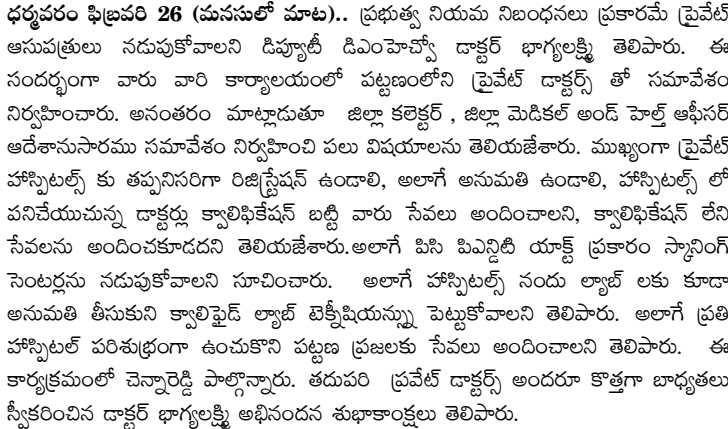 ధర్మవరం ఫిబ్రవరి 26 (మనసులో మాట).. ప్రభుత్వ నియమ నిబంధనలు ప్రకారమే ప్రైవేట్
ఆసుపత్రులు నడుపుకోవాలని డిప్యూటీ డిఎంహెచ్వో డాక్టర్ భాగ్యలక్ష్మి తెలిపారు. ఈ
సందర్భంగా వారు వారి కార్యాలయంలో పట్టణంలోని ప్రైవేట్ డాక్టర్స్ తో సమావేశం
నిర్వహించారు. అనంతరం మాట్లాడుతూ జిల్లా కలెక్టర్ , జిల్లా మెడికల్ అండ్ హెల్త్ ఆఫీసర్
ఆదేశానుసారము సమావేశం నిర్వహించి పలు విషయాలను తెలియజేశారు. ముఖ్యంగా ప్రైవేట్
హాస్పిటల్స్ కు తప్పనిసరిగా రిజిస్ట్రేషన్ ఉండాలి, అలాగే అనుమతి ఉండాలి, హాస్పిటల్స్ లో
పనిచేయుచున్న డాక్టర్లు క్వాలిఫికేషన్ బట్టి వారు సేవలు అందించాలని, క్వాలిఫికేషన్ లేని
సేవలను అందించకూడదని తెలియజేశారు.అలాగే పిసి పిఎన్డిటి యాక్ట్ ప్రకారం స్కానింగ్
సెంటర్లను నడుపుకోవాలని సూచించారు. అలాగే హాస్పిటల్స్ నందు ల్యాబ్ లకు కూడా
అనుమతి తీసుకుని క్వాలిఫైడ్ ల్యాబ్ టెక్నీషియన్ను పెట్టుకోవాలని తెలిపారు. అలాగే ప్రతి
హాస్పిటల్ పరిశుభ్రంగా ఉంచుకొని పట్టణ ప్రజలకు సేవలు అందించాలని తెలిపారు. ఈ
కార్యక్రమంలో చెన్నారెడ్డి పాల్గొన్నారు. తదుపరి ప్రవేట్ డాక్టర్స్ అందరూ కొత్తగా బాధ్యతలు
స్వీకరించిన డాక్టర్ భాగ్యలక్ష్మి అభినందన శుభాకాంక్షలు తెలిపారు.